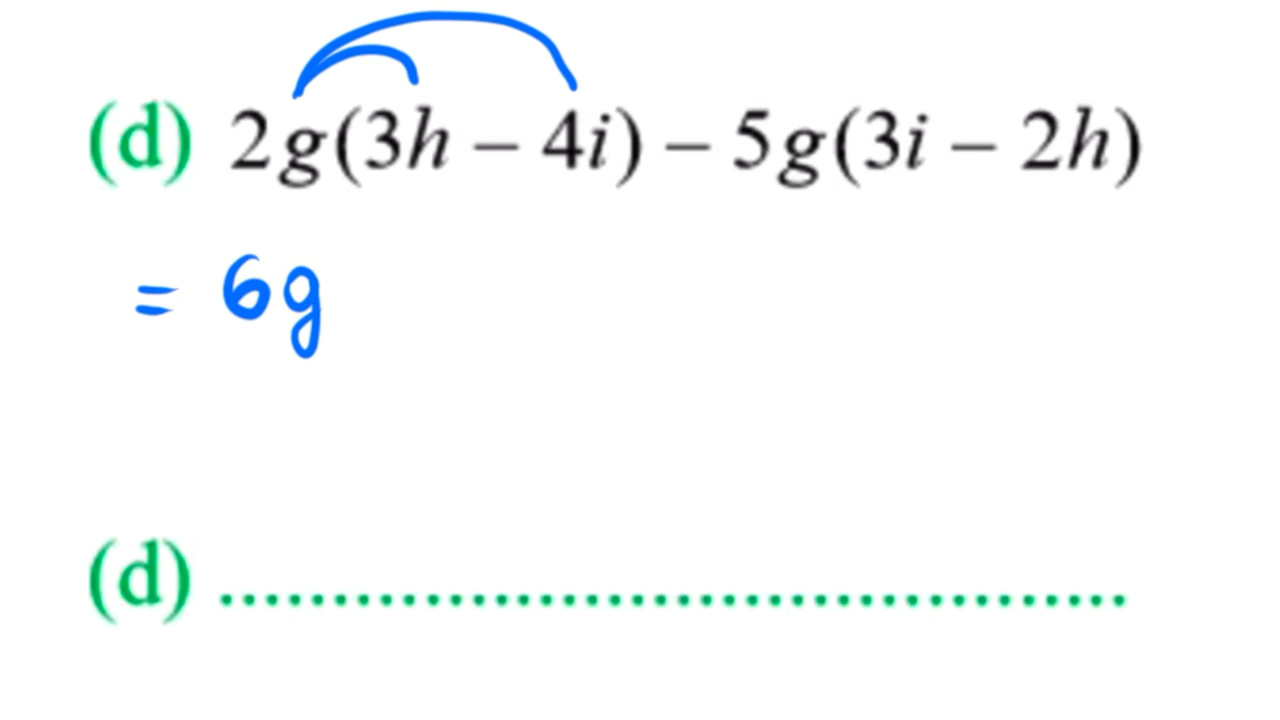 (d) 2g(3h – 4i) – 5g(3i – 2h)
= 6g
(d) ........................................